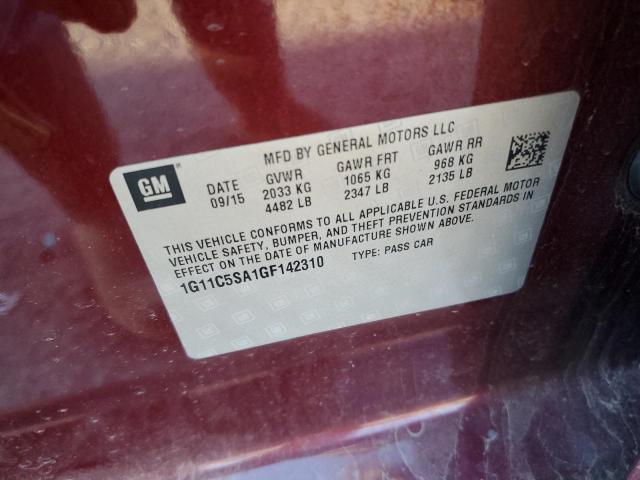 MFD BY GENERAL MOTORS LLC
GM
DATE GVWR GAWR FRT GAWR RR
09/15 2033 KG 1065 KG 968 KG
4482 LB 2347 LB 2135 LB
THIS VEHICLE CONFORMS TO ALL APPLICABLE U.S. FEDERAL MOTOR
VEHICLE SAFETY, BUMPER, AND THEFT PREVENTION STANDARDS IN
EFFECT ON THE DATE OF MANUFACTURE SHOWN ABOVE.
1G11C5SA1GF142310 TYPE: PASS CAR